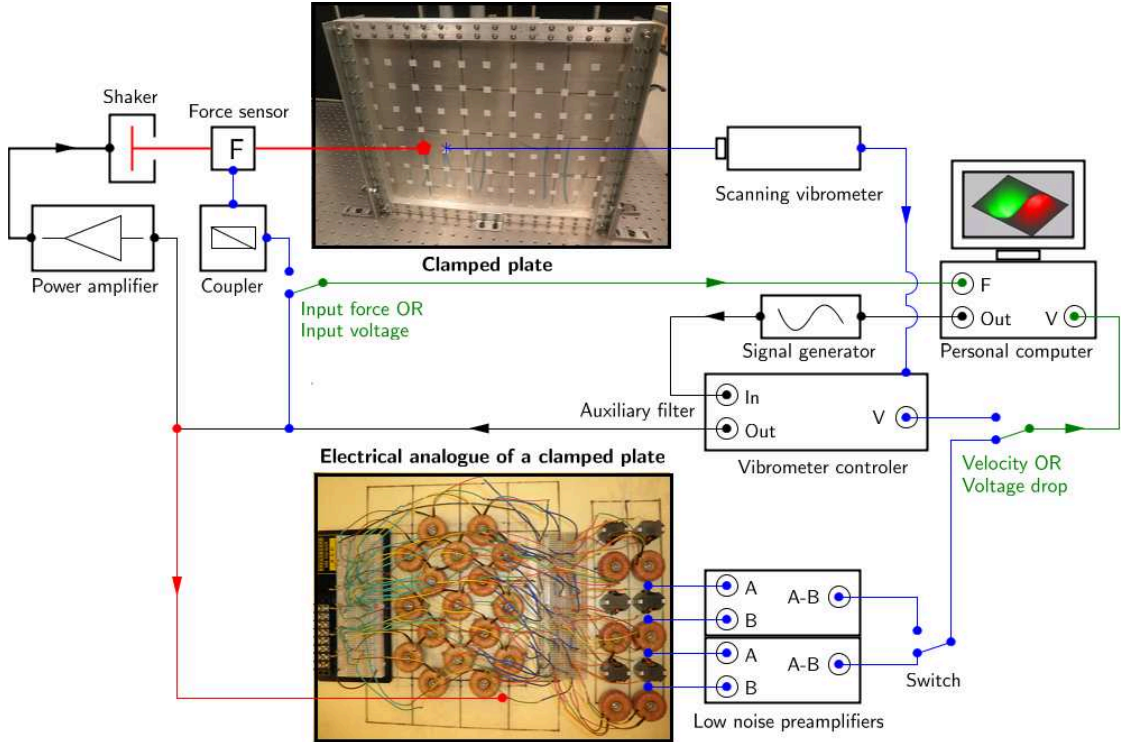 Shaker
Force sensor
F
Scanning vibrometer
Power amplifier
Coupler
Clamped plate
Input force OR
Input voltage
F
Out
V
Signal generator
Personal computer
In
Auxiliary filter
Out
V
Electrical analogue of a clamped plate
Vibrometer controler
Velocity OR
Voltage drop
A
A-B
B
A
A-B
B
Switch
Low noise preamplifiers